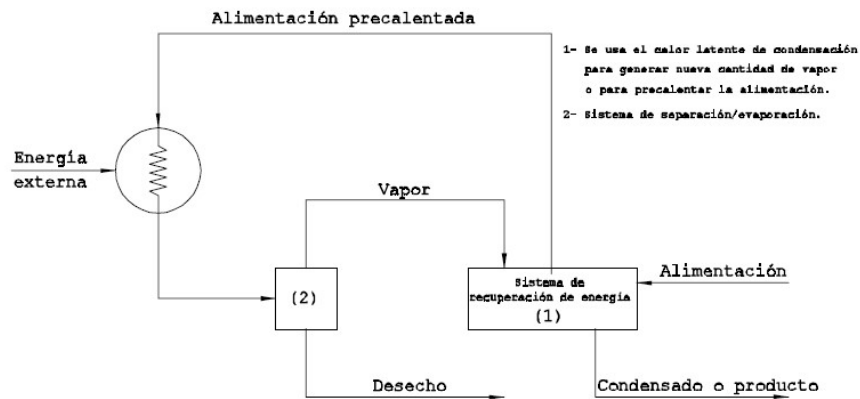 Alimentación precalentada
1- Se usa el calor latente de condensación
para generar nueva cantidad de vapor
o para precalentar la alimentación.
2- Sistema de separación/evaporación.
Energía
externa
Vapor
(2)
Sistema de
recuperación de energía
(1)
Alimentación
Desecho
Condensado o producto